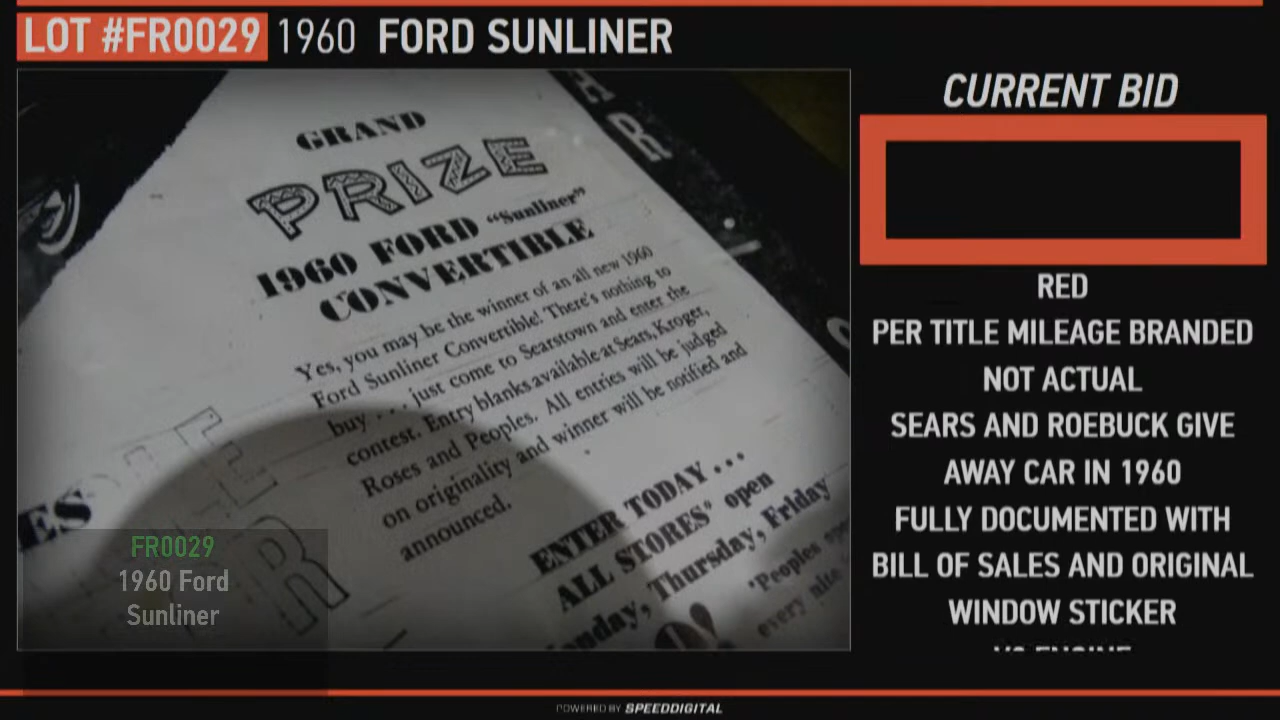 LOT #FR0029 1960 FORD SUNLINER
CURRENT BID
RED
PER TITLE MILEAGE BRANDED
NOT ACTUAL
SEARS AND ROEBUCK GIVE
AWAY CAR IN 1960
FULLY DOCUMENTED WITH
BILL OF SALES AND ORIGINAL
WINDOW STICKER
GRAND
PRIZE
1960 FORD “Sunliner”
CONVERTIBLE
Yes, you may be the winner of an all new 1960
Ford Sunliner Convertible! There's nothing to
buy . . . just come to Searstown and enter the
contest. Entry blanks available at Sears, Kroger,
Roses and Peoples. All entries will be judged
on originality and winner will be notified and
announced.
ENTER TODAY . . .
ALL STORES* open
Thursday, Friday
*Peoples
every nite
FR0029
1960 Ford
Sunliner
POWERED BY SPEEDDIGITAL